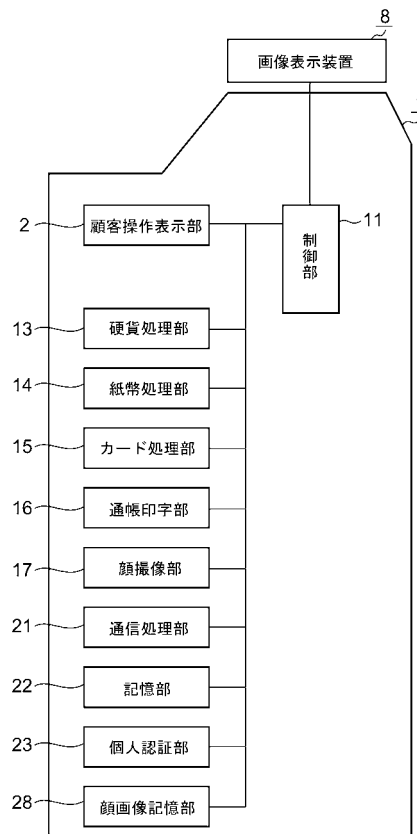 8
画像表示装置
2
顧客操作表示部
11
制御部
13
硬貨処理部
14
紙幣処理部
15
カード処理部
16
通帳印字部
17
顔撮像部
21
通信処理部
22
記憶部
23
個人認証部
28
顔画像記憶部